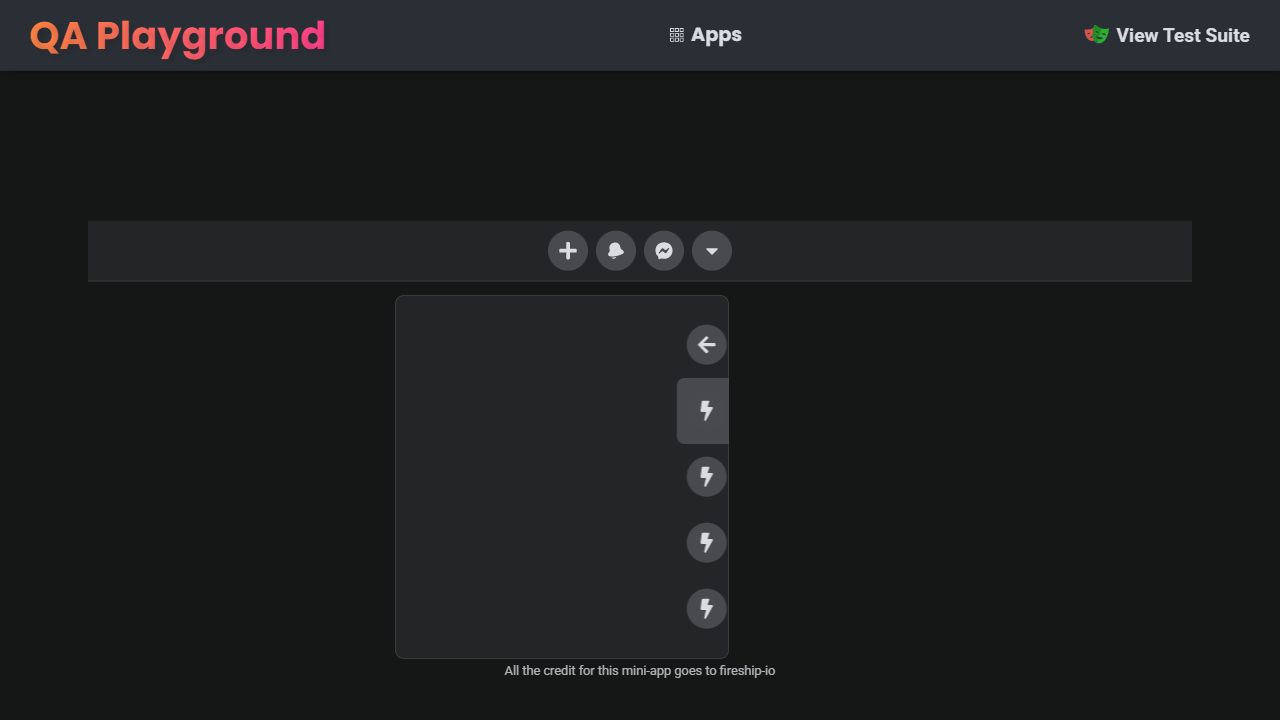 QA Playground
Apps
View Test Suite
All the credit for this mini-app goes to fireship-io